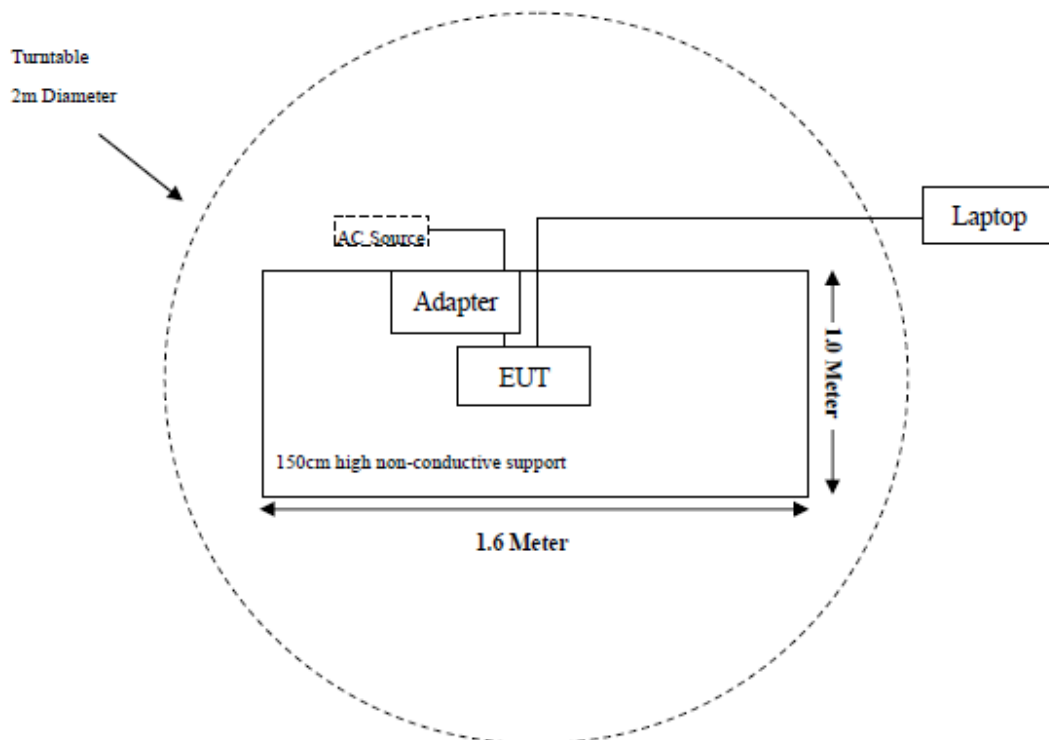 Turntable
2m Diameter
Laptop
AC Source
Adapter
EUT
1.0 Meter
150cm high non-conductive support
1.6 Meter